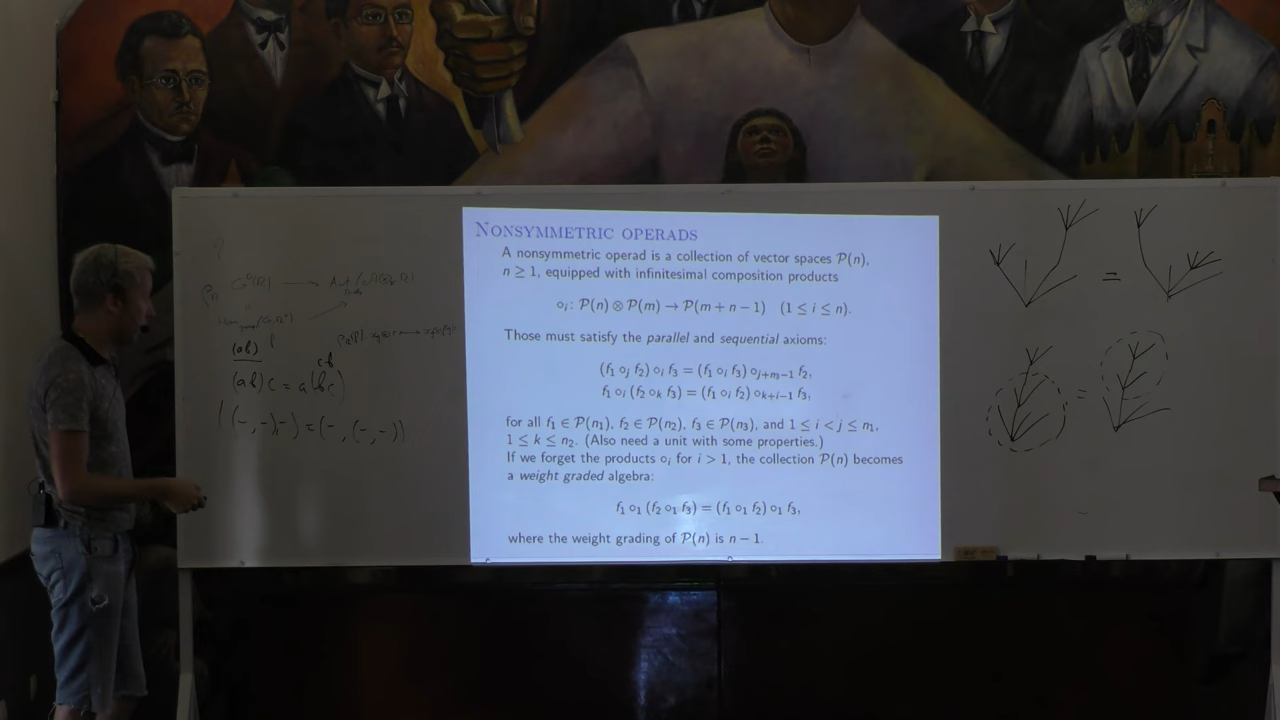 (ab)
cb
(ab)c = a(bc)
((-,-),-) = (-,(-,-))
NONSYMMETRIC OPERADS
A nonsymmetric operad is a collection of vector spaces 𝒫(n),
n ≥ 1, equipped with infinitesimal composition products
∘ᵢ: 𝒫(n) ⊗ 𝒫(m) → 𝒫(m + n − 1) (1 ≤ i ≤ n).
Those must satisfy the parallel and sequential axioms:
(f₁ ∘ⱼ f₂) ∘ᵢ f₃ = (f₁ ∘ᵢ f₃) ∘ⱼ₊ₘ₋₁ f₂,
f₁ ∘ᵢ (f₂ ∘ₖ f₃) = (f₁ ∘ᵢ f₂) ∘ₖ₊ᵢ₋₁ f₃,
for all f₁ ∈ 𝒫(n₁), f₂ ∈ 𝒫(n₂), f₃ ∈ 𝒫(n₃), and 1 ≤ i < j ≤ n₁,
1 ≤ k ≤ n₂. (Also need a unit with some properties.)
If we forget the products ∘ᵢ for i > 1, the collection 𝒫(n) becomes
a weight graded algebra:
f₁ ∘₁ (f₂ ∘₁ f₃) = (f₁ ∘₁ f₂) ∘₁ f₃,
where the weight grading of 𝒫(n) is n − 1.
=
=